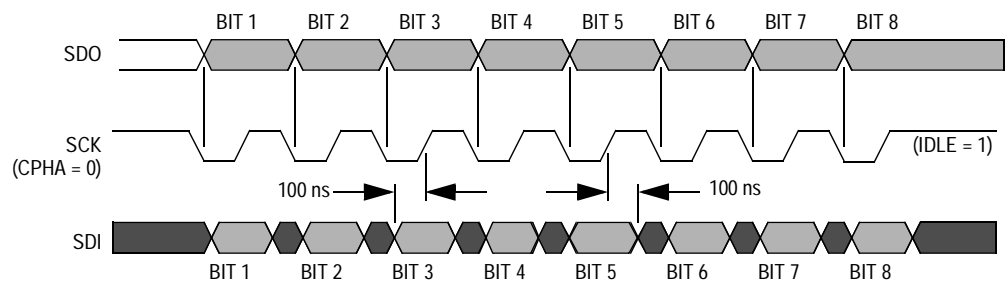 BIT 1 BIT 2 BIT 3 BIT 4 BIT 5 BIT 6 BIT 7 BIT 8
SDO
SCK
(CPHA = 0)
(IDLE = 1)
100 ns
100 ns
SDI
BIT 1 BIT 2 BIT 3 BIT 4 BIT 5 BIT 6 BIT 7 BIT 8